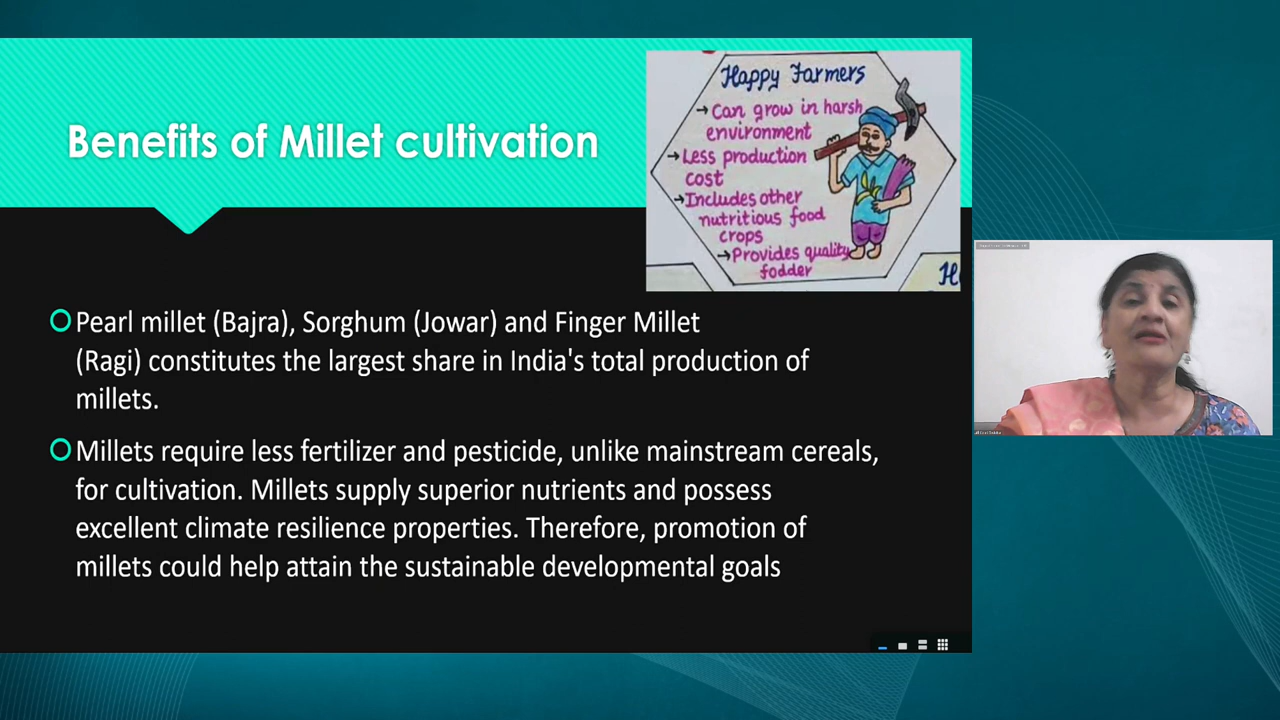 Benefits of Millet cultivation
Happy Farmers
→ Can grow in harsh
environment
→ Less production
cost
→ Includes other
nutritious food
crops
→ Provides quality
fodder
H
Pearl millet (Bajra), Sorghum (Jowar) and Finger Millet
(Ragi) constitutes the largest share in India's total production of
millets.
Millets require less fertilizer and pesticide, unlike mainstream cereals,
for cultivation. Millets supply superior nutrients and possess
excellent climate resilience properties. Therefore, promotion of
millets could help attain the sustainable developmental goals